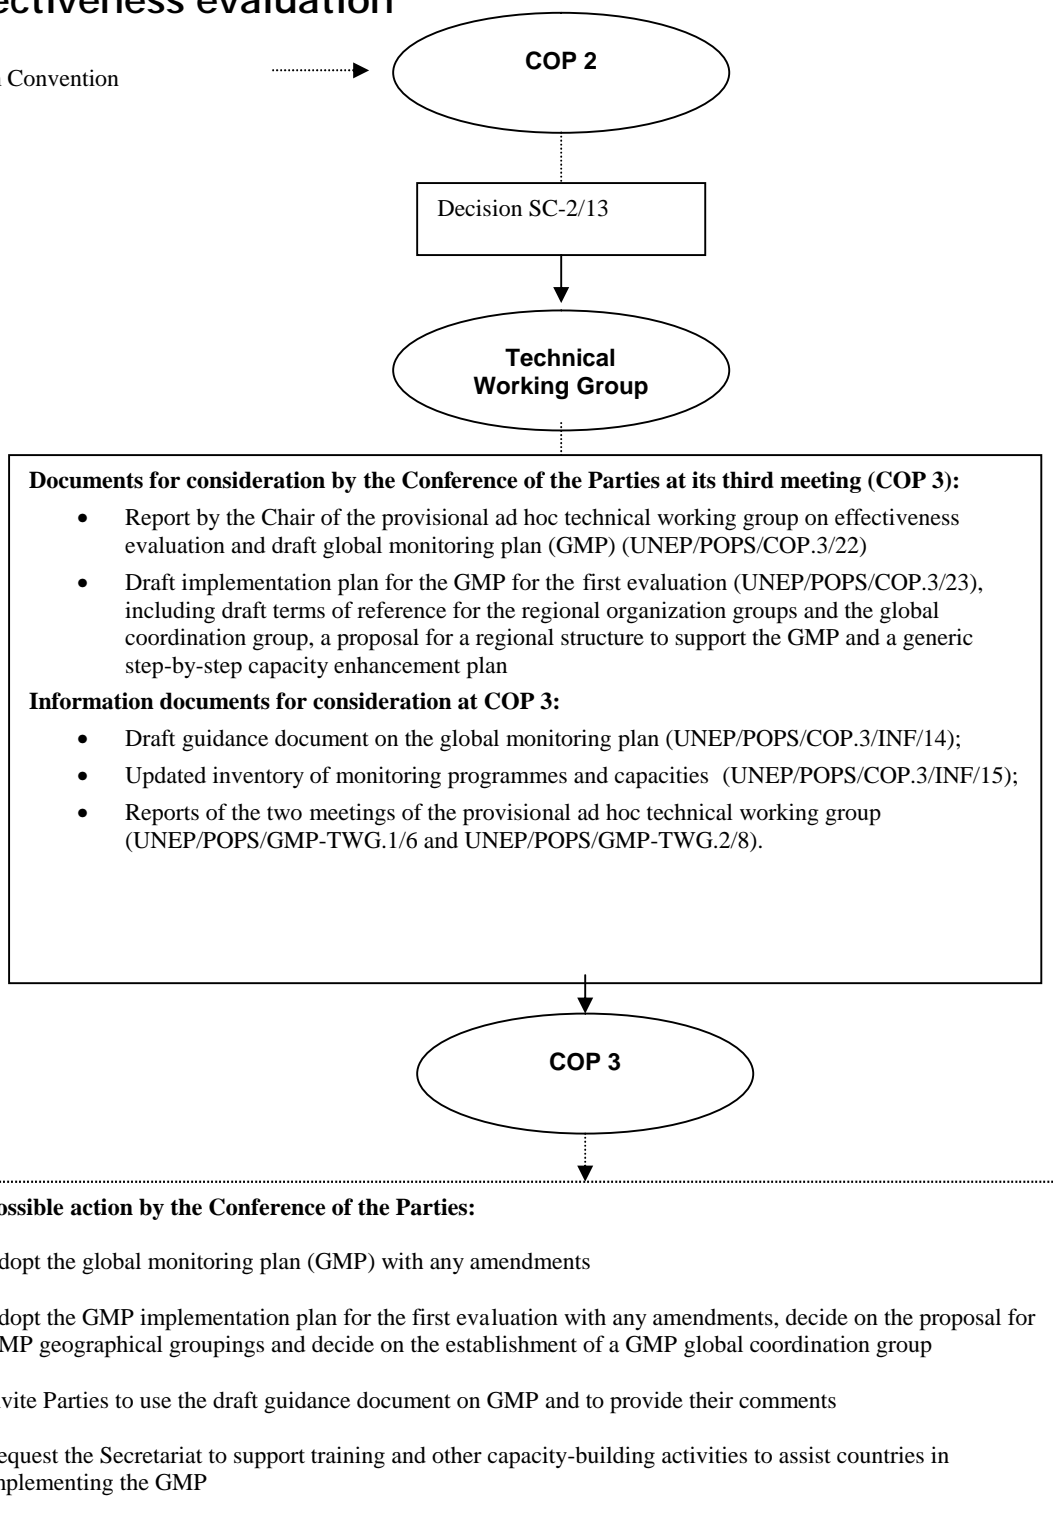 ectiveness evaluation
COP 2
Convention
Decision SC-2/13
Technical
Working Group
Documents for consideration by the Conference of the Parties at its third meeting (COP 3):
• Report by the Chair of the provisional ad hoc technical working group on effectiveness
evaluation and draft global monitoring plan (GMP) (UNEP/POPS/COP.3/22)
• Draft implementation plan for the GMP for the first evaluation (UNEP/POPS/COP.3/23),
including draft terms of reference for the regional organization groups and the global
coordination group, a proposal for a regional structure to support the GMP and a generic
step-by-step capacity enhancement plan
Information documents for consideration at COP 3:
• Draft guidance document on the global monitoring plan (UNEP/POPS/COP.3/INF/14);
• Updated inventory of monitoring programmes and capacities (UNEP/POPS/COP.3/INF/15);
• Reports of the two meetings of the provisional ad hoc technical working group
(UNEP/POPS/GMP-TWG.1/6 and UNEP/POPS/GMP-TWG.2/8).
COP 3
ossible action by the Conference of the Parties:
dopt the global monitoring plan (GMP) with any amendments
dopt the GMP implementation plan for the first evaluation with any amendments, decide on the proposal for
MP geographical groupings and decide on the establishment of a GMP global coordination group
vite Parties to use the draft guidance document on GMP and to provide their comments
equest the Secretariat to support training and other capacity-building activities to assist countries in
mplementing the GMP